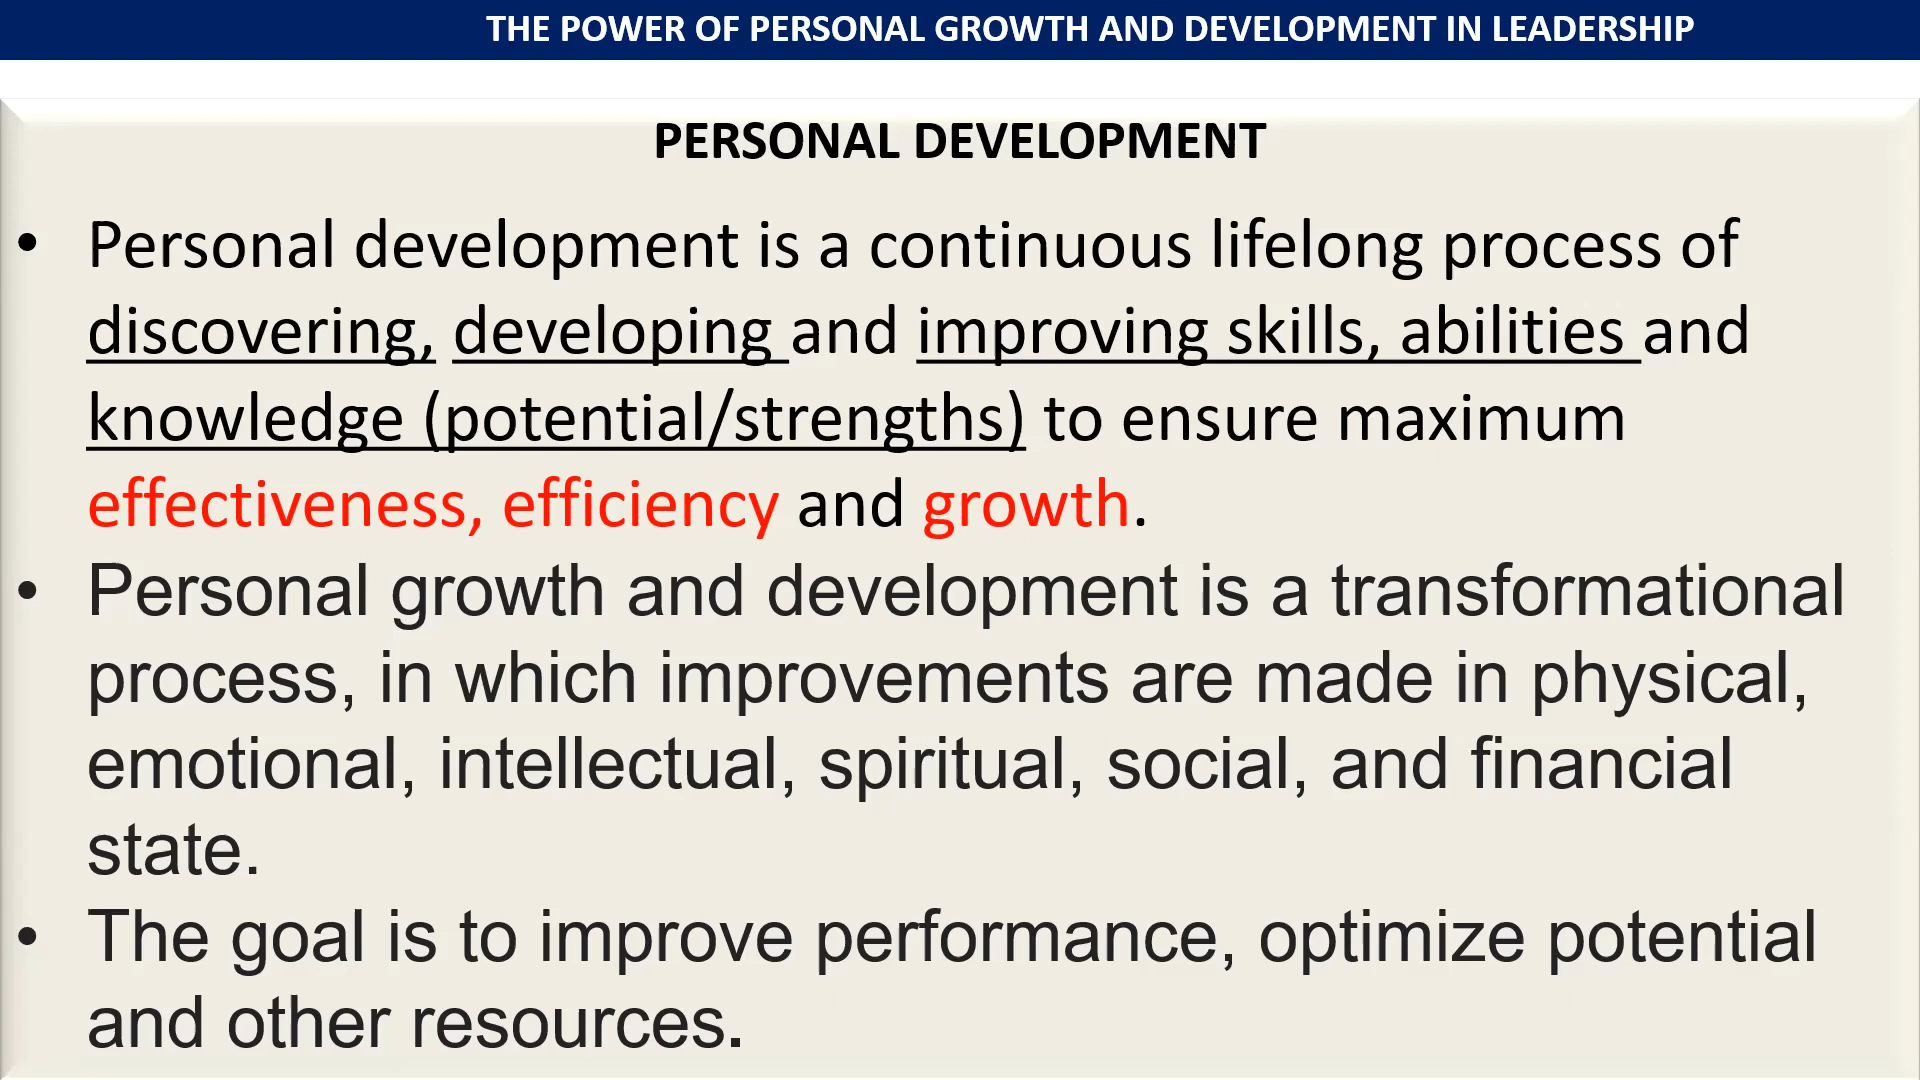 THE POWER OF PERSONAL GROWTH AND DEVELOPMENT IN LEADERSHIP
PERSONAL DEVELOPMENT
• Personal development is a continuous lifelong process of
discovering, developing and improving skills, abilities and
knowledge (potential/strengths) to ensure maximum
effectiveness, efficiency and growth.
• Personal growth and development is a transformational
process, in which improvements are made in physical,
emotional, intellectual, spiritual, social, and financial
state.
• The goal is to improve performance, optimize potential
and other resources.